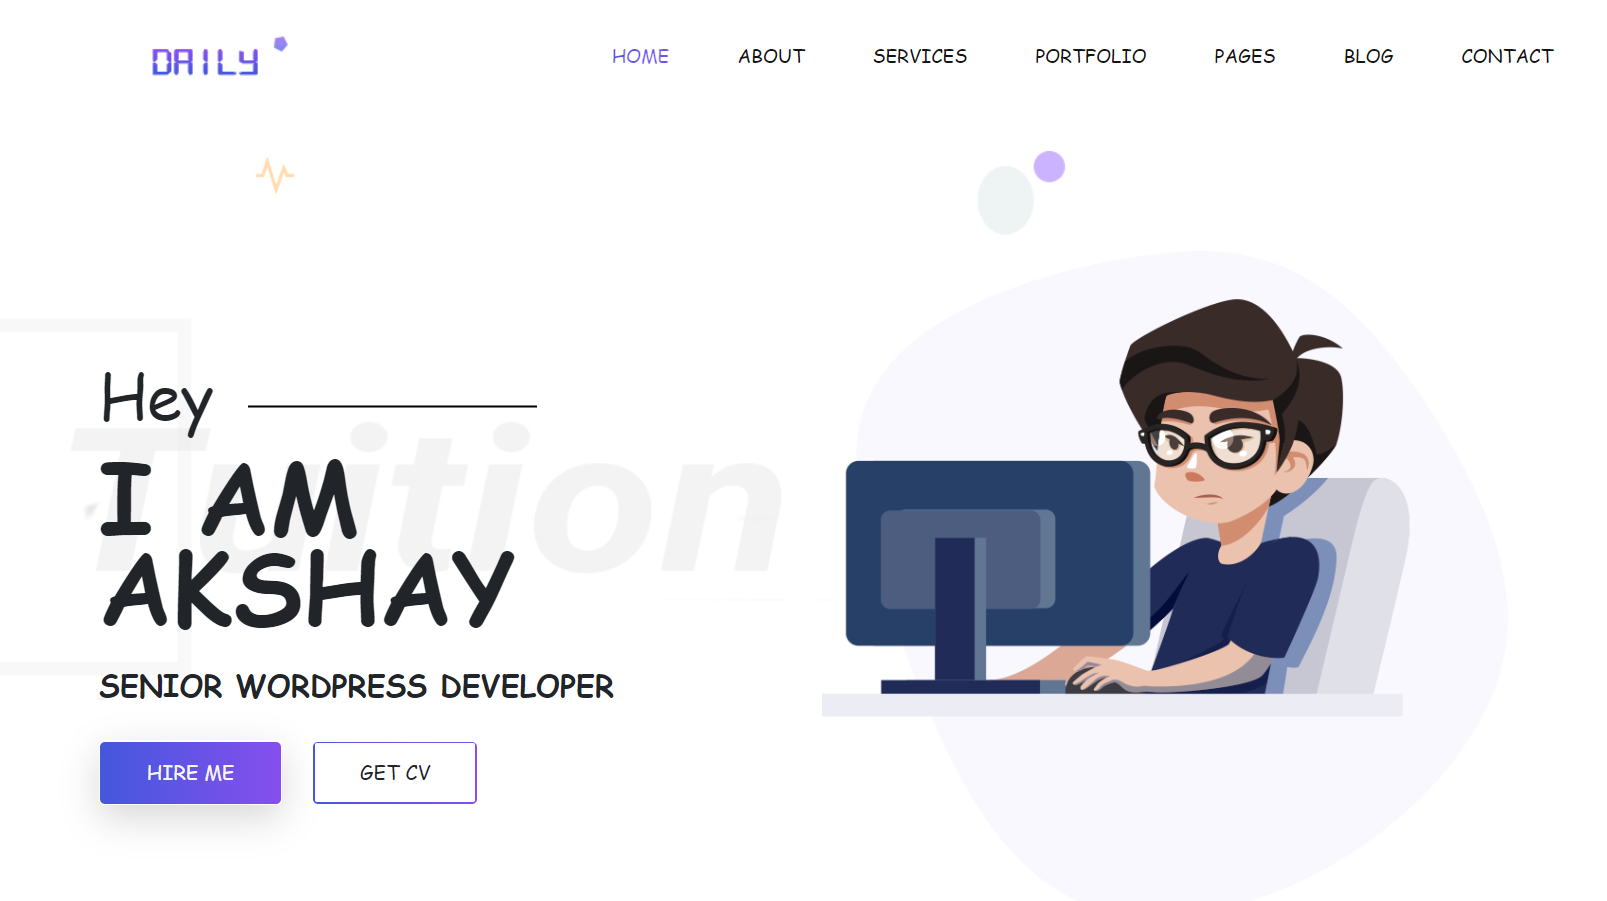 DAILY
HOME ABOUT SERVICES PORTFOLIO PAGES BLOG CONTACT
Hey
Tuition
I AM
AKSHAY
SENIOR WORDPRESS DEVELOPER
HIRE ME GET CV